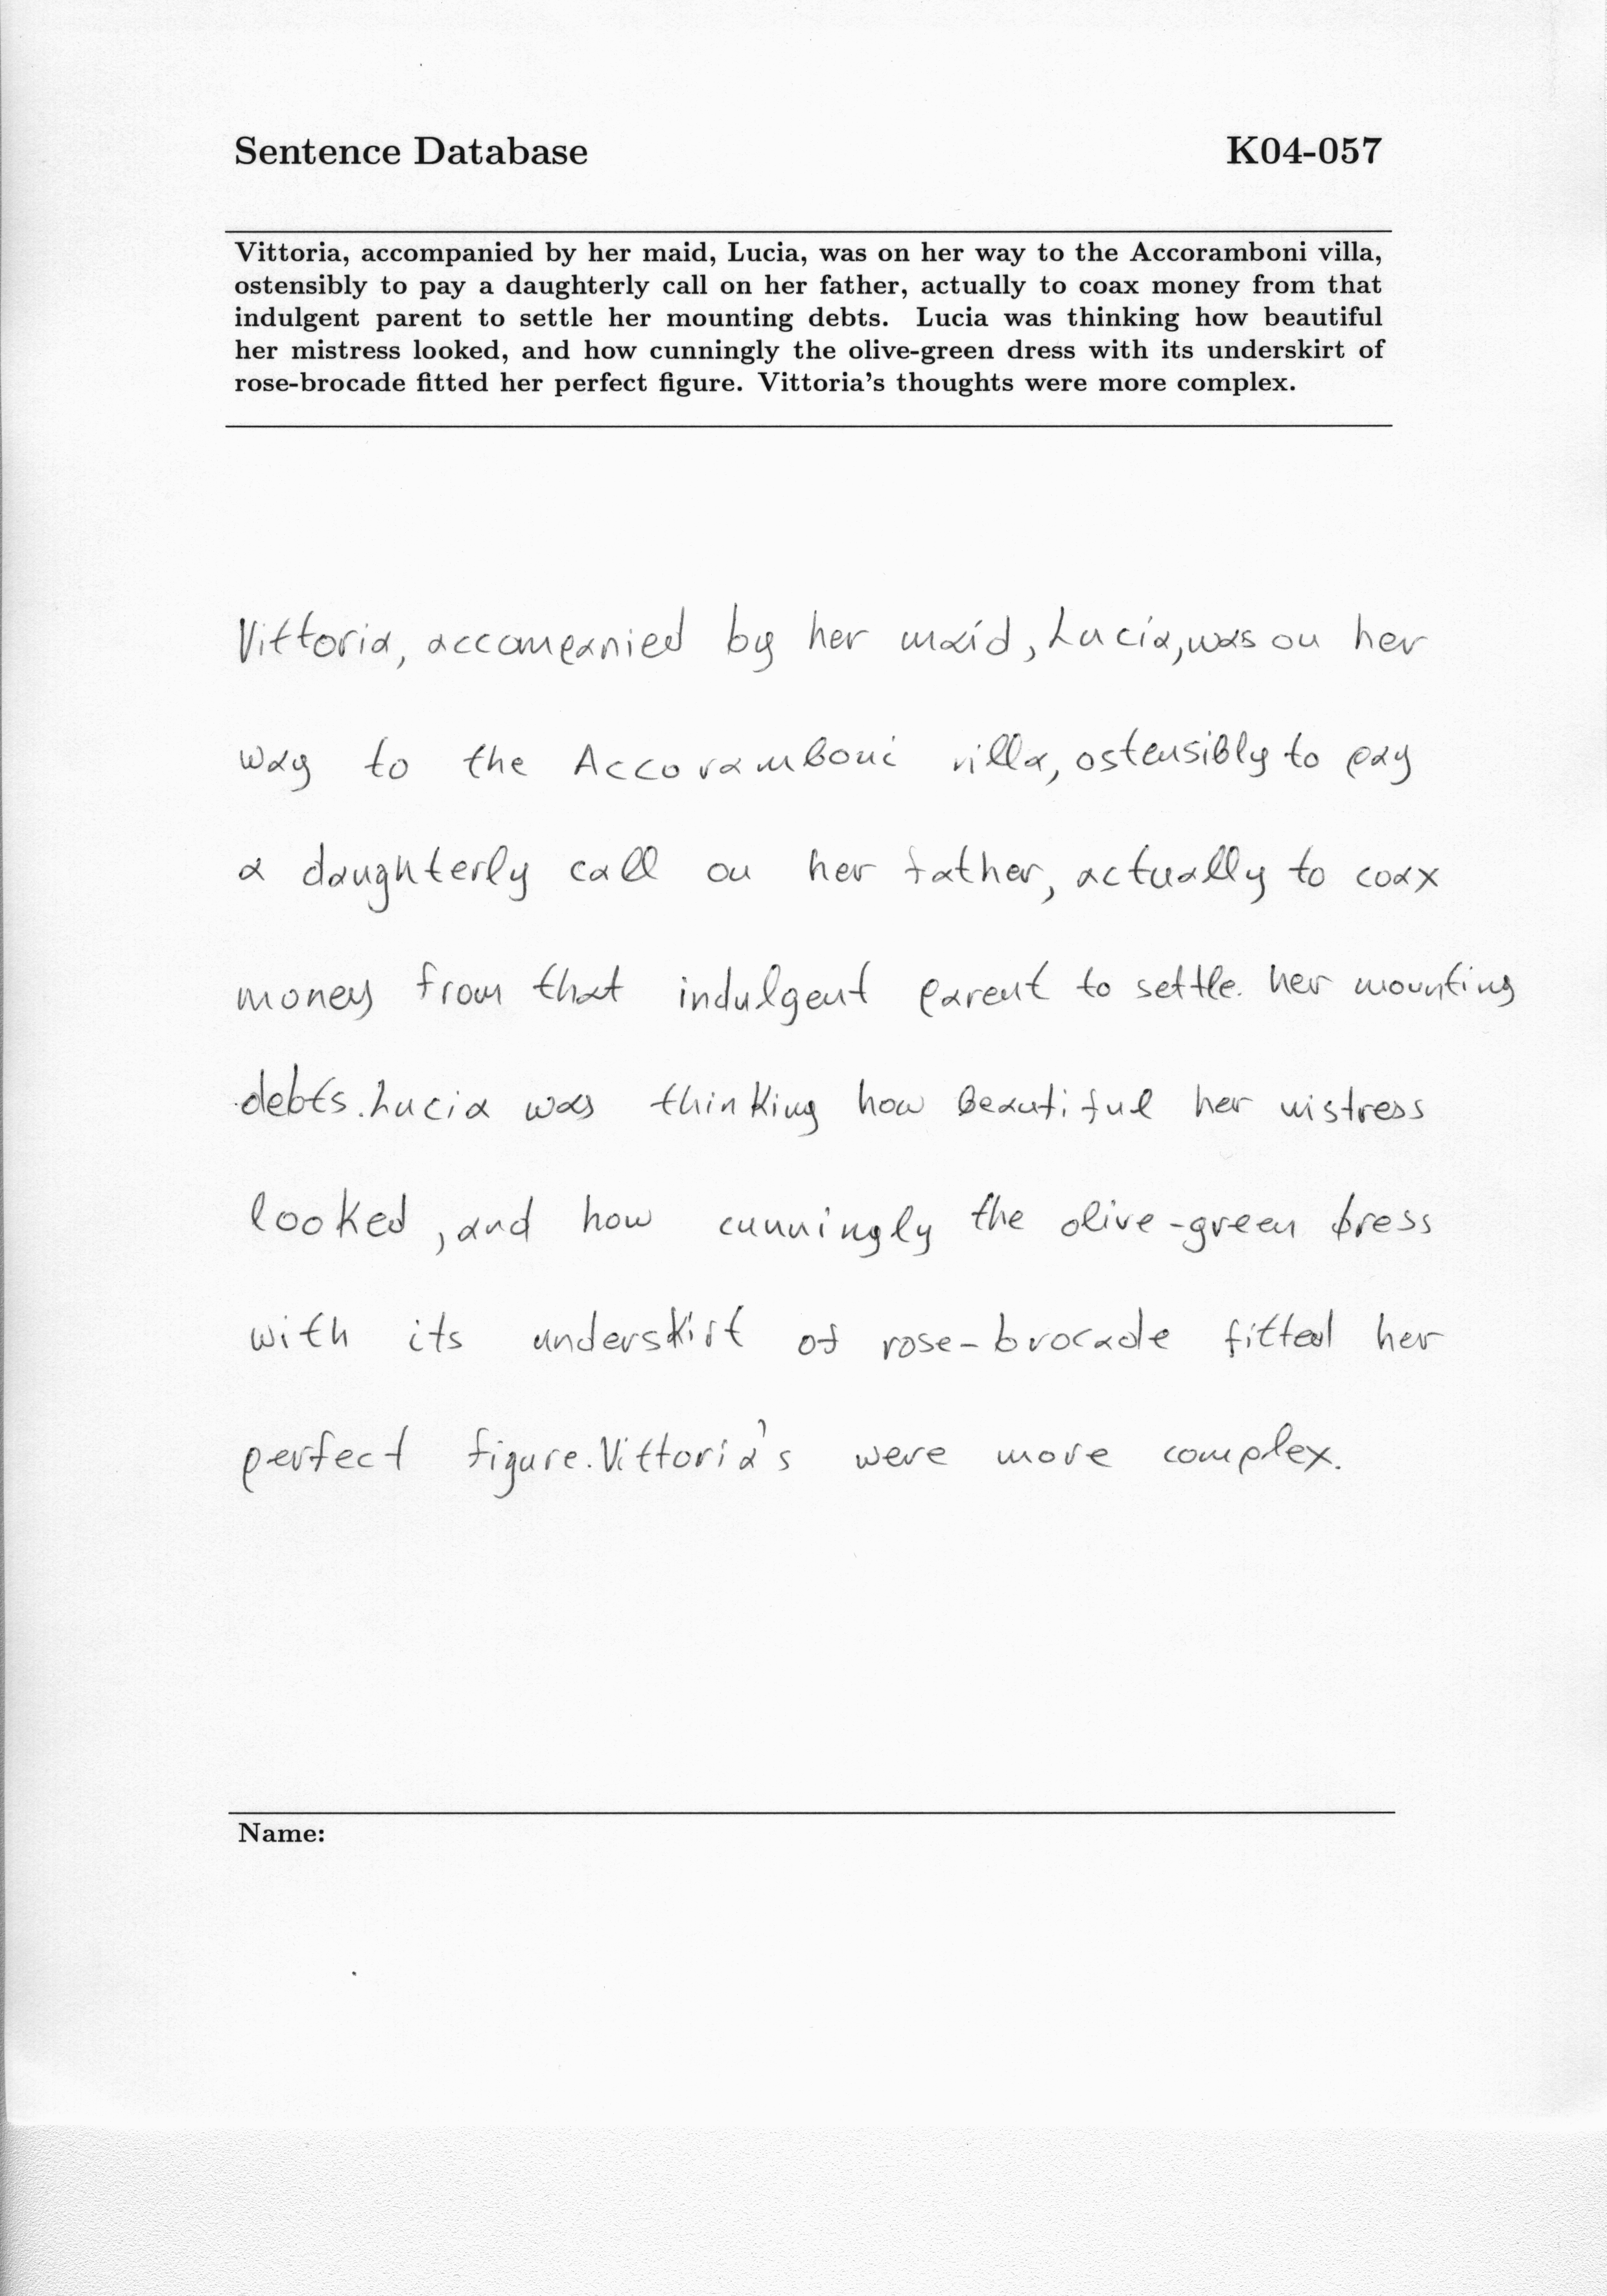 Sentence Database K04-057
Vittoria, accompanied by her maid, Lucia, was on her way to the Accoramboni villa,
ostensibly to pay a daughterly call on her father, actually to coax money from that
indulgent parent to settle her mounting debts. Lucia was thinking how beautiful
her mistress looked, and how cunningly the olive-green dress with its underskirt of
rose-brocade fitted her perfect figure. Vittoria's thoughts were more complex.
Vittoria, accompanied by her maid, Lucia, was on her
way to the Accoramboni villa, ostensibly to pay
a daughterly call on her father, actually to coax
money from that indulgent parent to settle her mounting
debts. Lucia was thinking how beautiful her mistress
looked, and how cunningly the olive-green dress
with its underskirt of rose-brocade fitted her
perfect figure. Vittoria's were more complex.
Name: